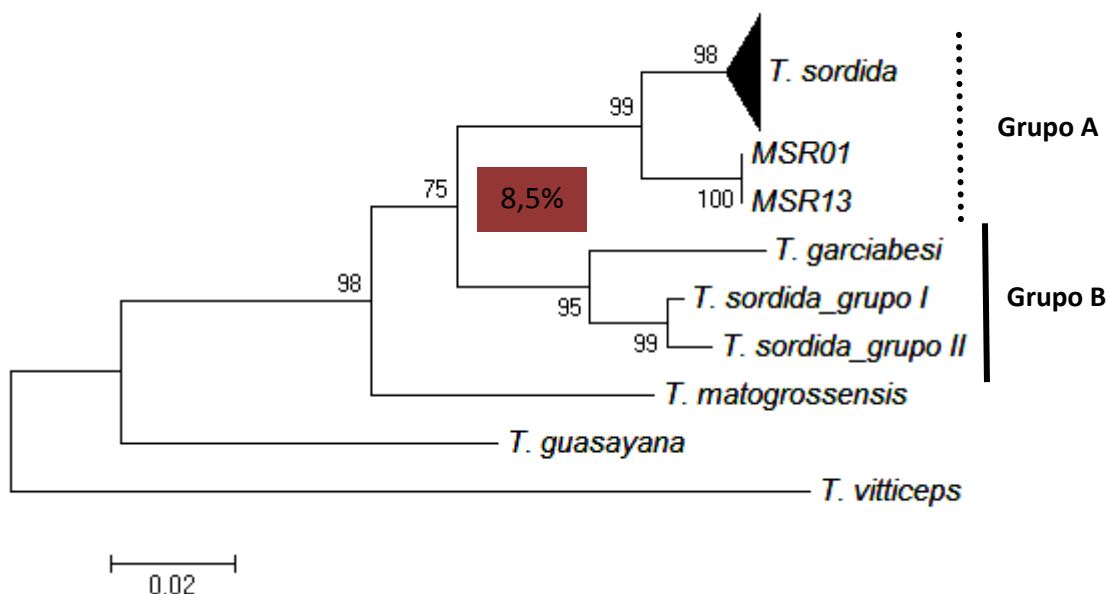 98
T. sordida
99
Grupo A
MSR01
75
8,5%
100
MSR13
T. garciabesi
98
95
T. sordida_grupo I
Grupo B
99
T. sordida_grupo II
T. matogrossensis
T. guasayana
T. vitticeps
0.02